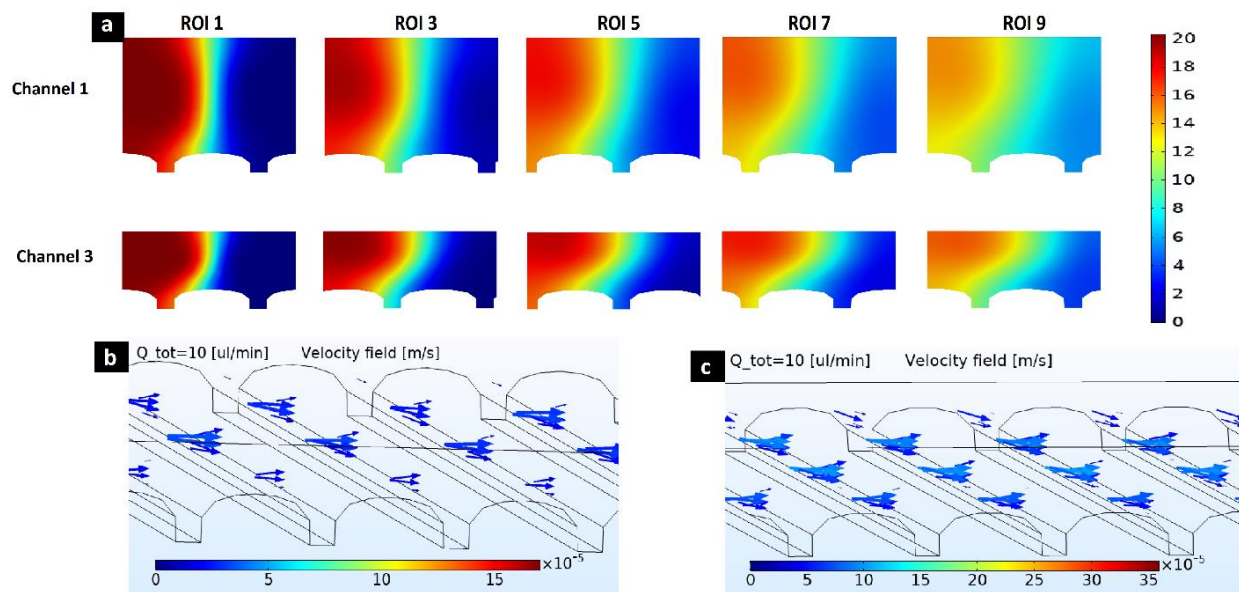 a
ROI 1 ROI 3 ROI 5 ROI 7 ROI 9
Channel 1
Channel 3
20
18
16
14
12
10
8
6
4
2
0
b
Q_tot=10 [ul/min] Velocity field [m/s]
0 5 10 15 ×10⁻⁵
c
Q_tot=10 [ul/min] Velocity field [m/s]
0 5 10 15 20 25 30 35 ×10⁻⁵